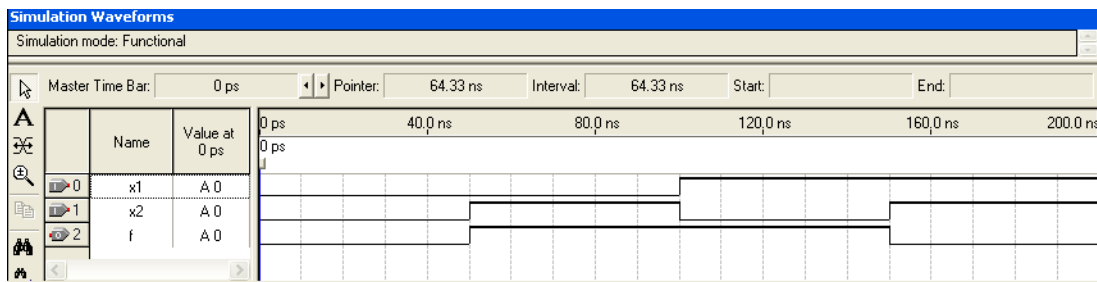 Simulation Waveforms
Simulation mode: Functional
Master Time Bar: 0 ps Pointer: 64.33 ns Interval: 64.33 ns Start: End:
A
Name Value at 0 ps
0 ps 40.0 ns 80.0 ns 120.0 ns 160.0 ns 200.0 ns
0 ps
0 x1 A 0
1 x2 A 0
2 f A 0